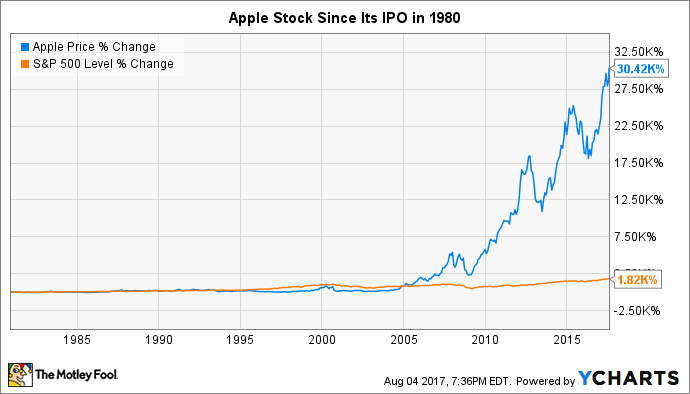 Apple Stock Since Its IPO in 1980
Apple Price % Change
S&P 500 Level % Change
32.50K%
30.42K%
27.50K%
22.50K%
17.50K%
12.50K%
7.50K%
1.82K%
-2.50K%
1985 1990 1995 2000 2005 2010 2015
The Motley Fool.
Aug 04 2017, 7:36PM EDT. Powered by YCHARTS